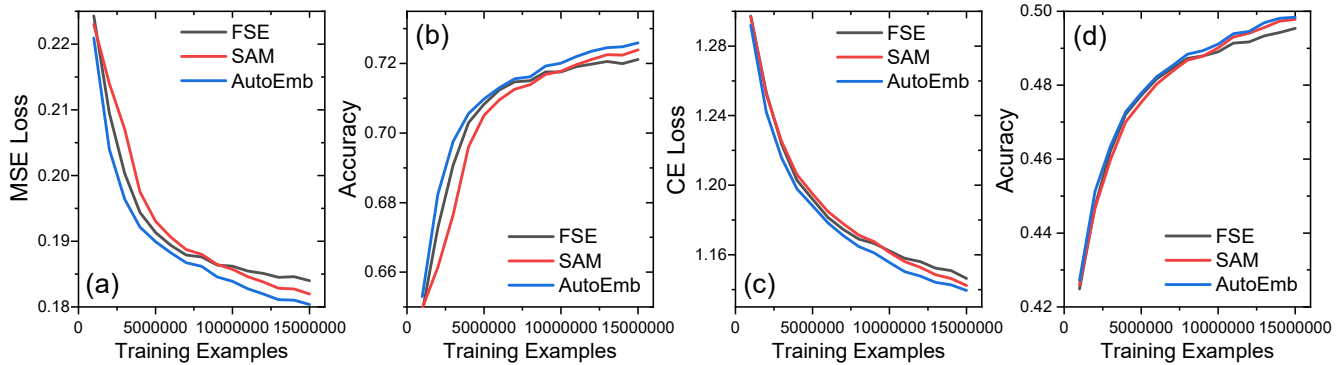 (a)
MSE Loss
0.22
0.21
0.20
0.19
0.18
FSE
SAM
AutoEmb
0 5000000 10000000 15000000
Training Examples
(b)
Accuracy
0.72
0.70
0.68
0.66
FSE
SAM
AutoEmb
0 5000000 10000000 15000000
Training Examples
(c)
CE Loss
1.28
1.24
1.20
1.16
FSE
SAM
AutoEmb
0 5000000 10000000 15000000
Training Examples
(d)
Acuracy
0.50
0.48
0.46
0.44
0.42
FSE
SAM
AutoEmb
0 5000000 10000000 15000000
Training Examples